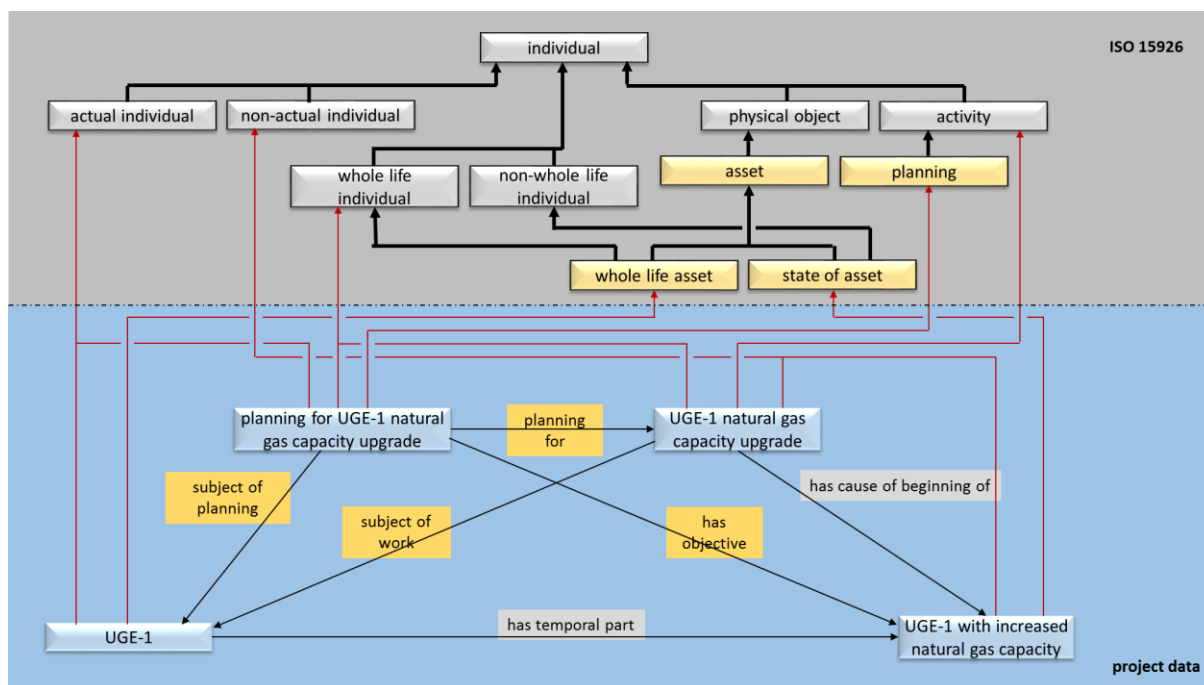 individual
ISO 15926
actual individual
non-actual individual
physical object
activity
whole life
individual
non-whole life
individual
asset
planning
whole life asset
state of asset
planning for UGE-1 natural
gas capacity upgrade
planning
for
UGE-1 natural gas
capacity upgrade
subject of
planning
subject of
work
has
objective
has cause of beginning of
UGE-1
has temporal part
UGE-1 with increased
natural gas capacity
project data